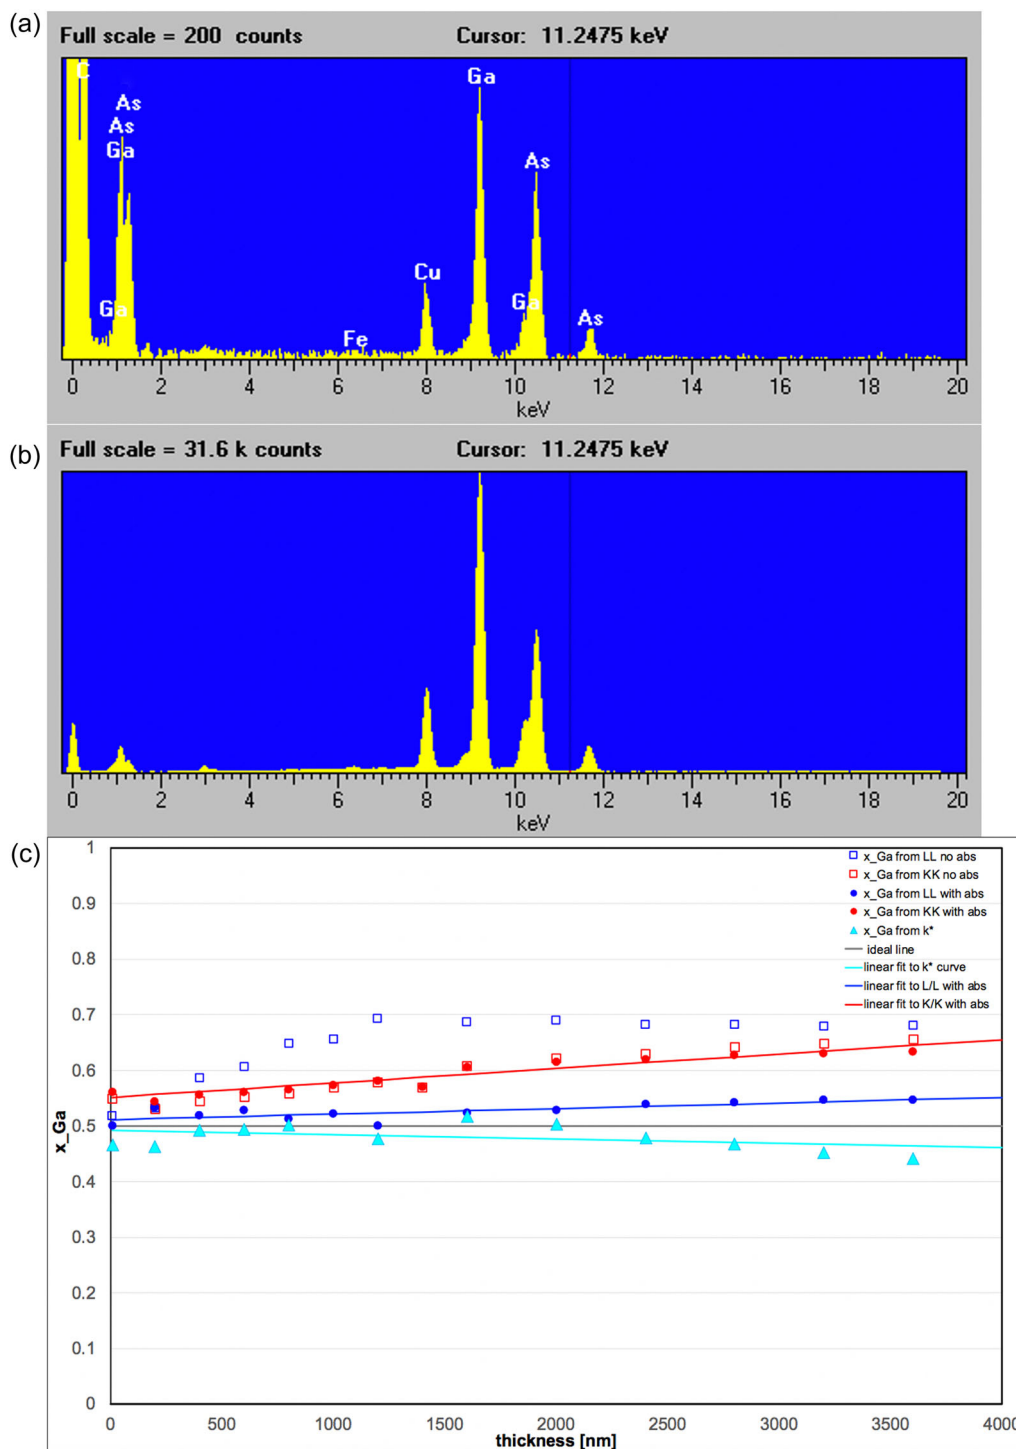 (a)
Full scale = 200 counts Cursor: 11.2475 keV
C
As
As
Ga
Ga
Fe
Cu
Ga
Ga
As
As
0 2 4 6 8 10 12 14 16 18 20
keV
(b)
Full scale = 31.6 k counts Cursor: 11.2475 keV
0 2 4 6 8 10 12 14 16 18 20
keV
(c)
x_Ga from LL no abs
x_Ga from KK no abs
x_Ga from LL with abs
x_Ga from KK with abs
x_Ga from k*
ideal line
linear fit to k* curve
linear fit to L/L with abs
linear fit to K/K with abs
1
0.9
0.8
0.7
0.6
0.5
0.4
0.3
0.2
0.1
0
x_Ga
0 500 1000 1500 2000 2500 3000 3500 4000
thickness [nm]